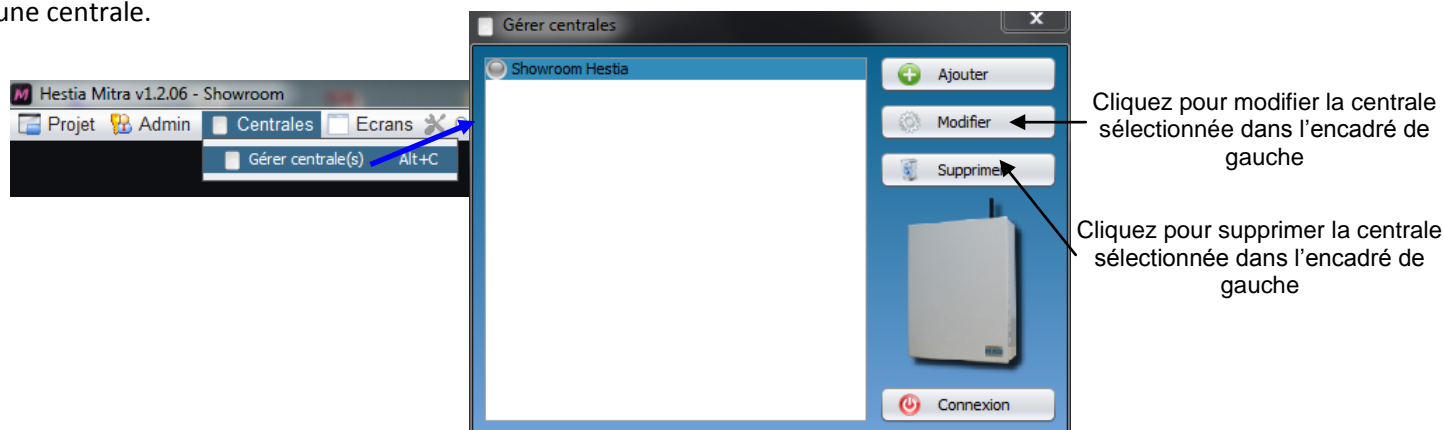 une centrale.
Hestia Mitra v1.2.06 - Showroom
Projet Admin Centrales Ecrans
Gérer centrale(s) Alt+C
Gérer centrales
x
Showroom Hestia
Ajouter
Modifier
Supprimer
Connexion
Cliquez pour modifier la centrale
sélectionnée dans l'encadré de
gauche
Cliquez pour supprimer la centrale
sélectionnée dans l'encadré de
gauche